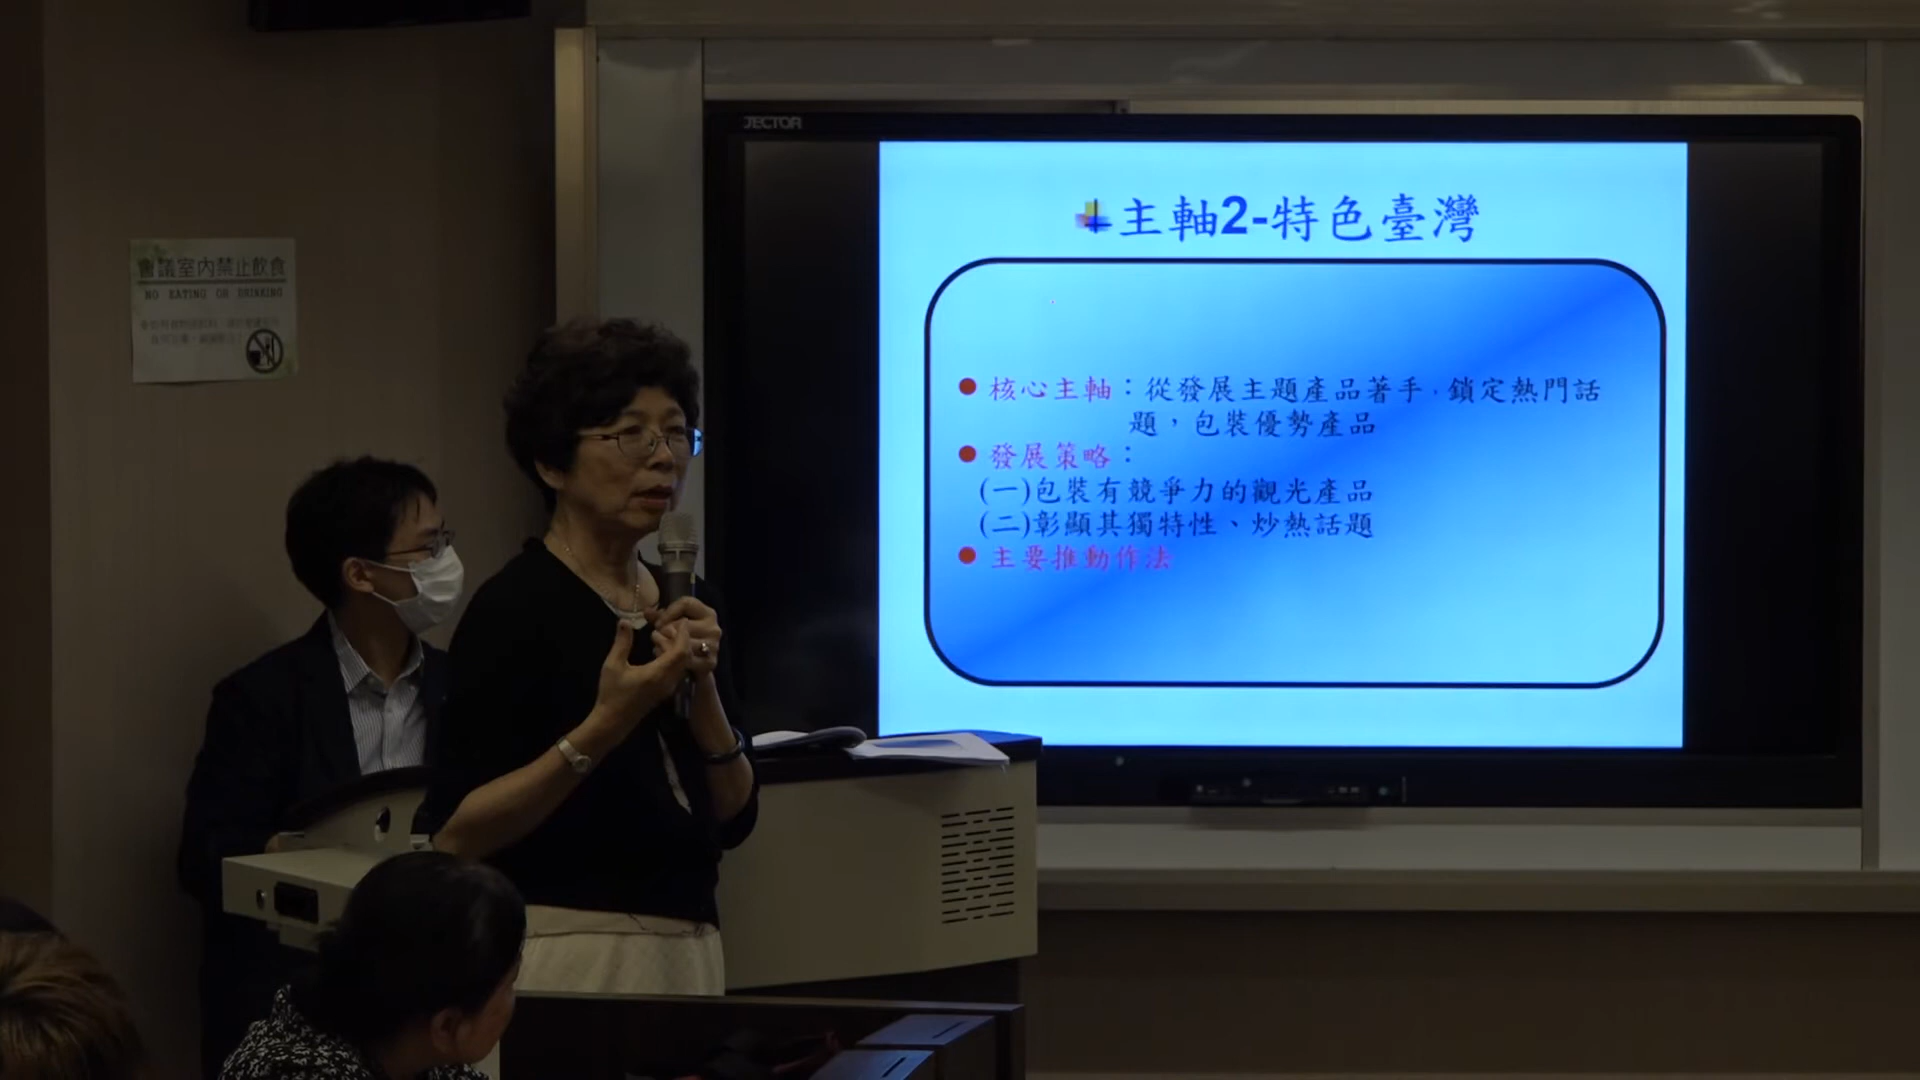 JECTOR
主軸2-特色臺灣
核心主軸：從發展主題產品著手，鎖定熱門話
題，包裝優勢產品
發展策略：
(一)包裝有競爭力的觀光產品
(二)彰顯其獨特性、炒熱話題
主要推動作法
會議室內禁止飲食
NO EATING OR DRINKING